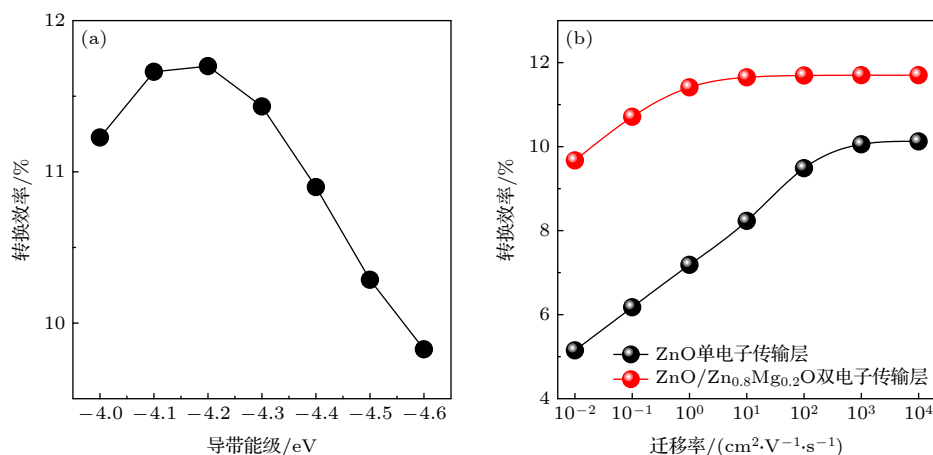 (a)
12
11
10
转换效率/%
−4.0 −4.1 −4.2 −4.3 −4.4 −4.5 −4.6
导带能级/eV
(b)
12
10
8
6
4
转换效率/%
ZnO单电子传输层
ZnO/Zn₀.₈Mg₀.₂O双电子传输层
10⁻² 10⁻¹ 10⁰ 10¹ 10² 10³ 10⁴
迁移率/(cm²·V⁻¹·s⁻¹)